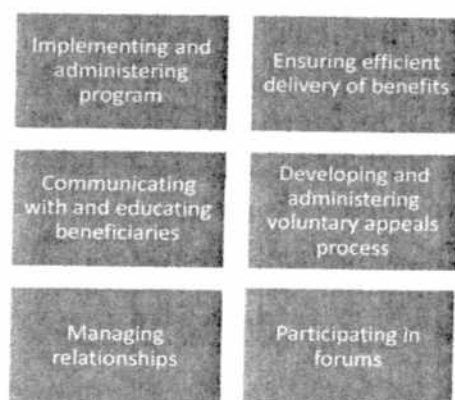 Implementing and
administering
program
Ensuring efficient
delivery of benefits
Communicating
with and educating
beneficiaries
Developing and
administering
voluntary appeals
process
Managing
relationships
Participating in
forums